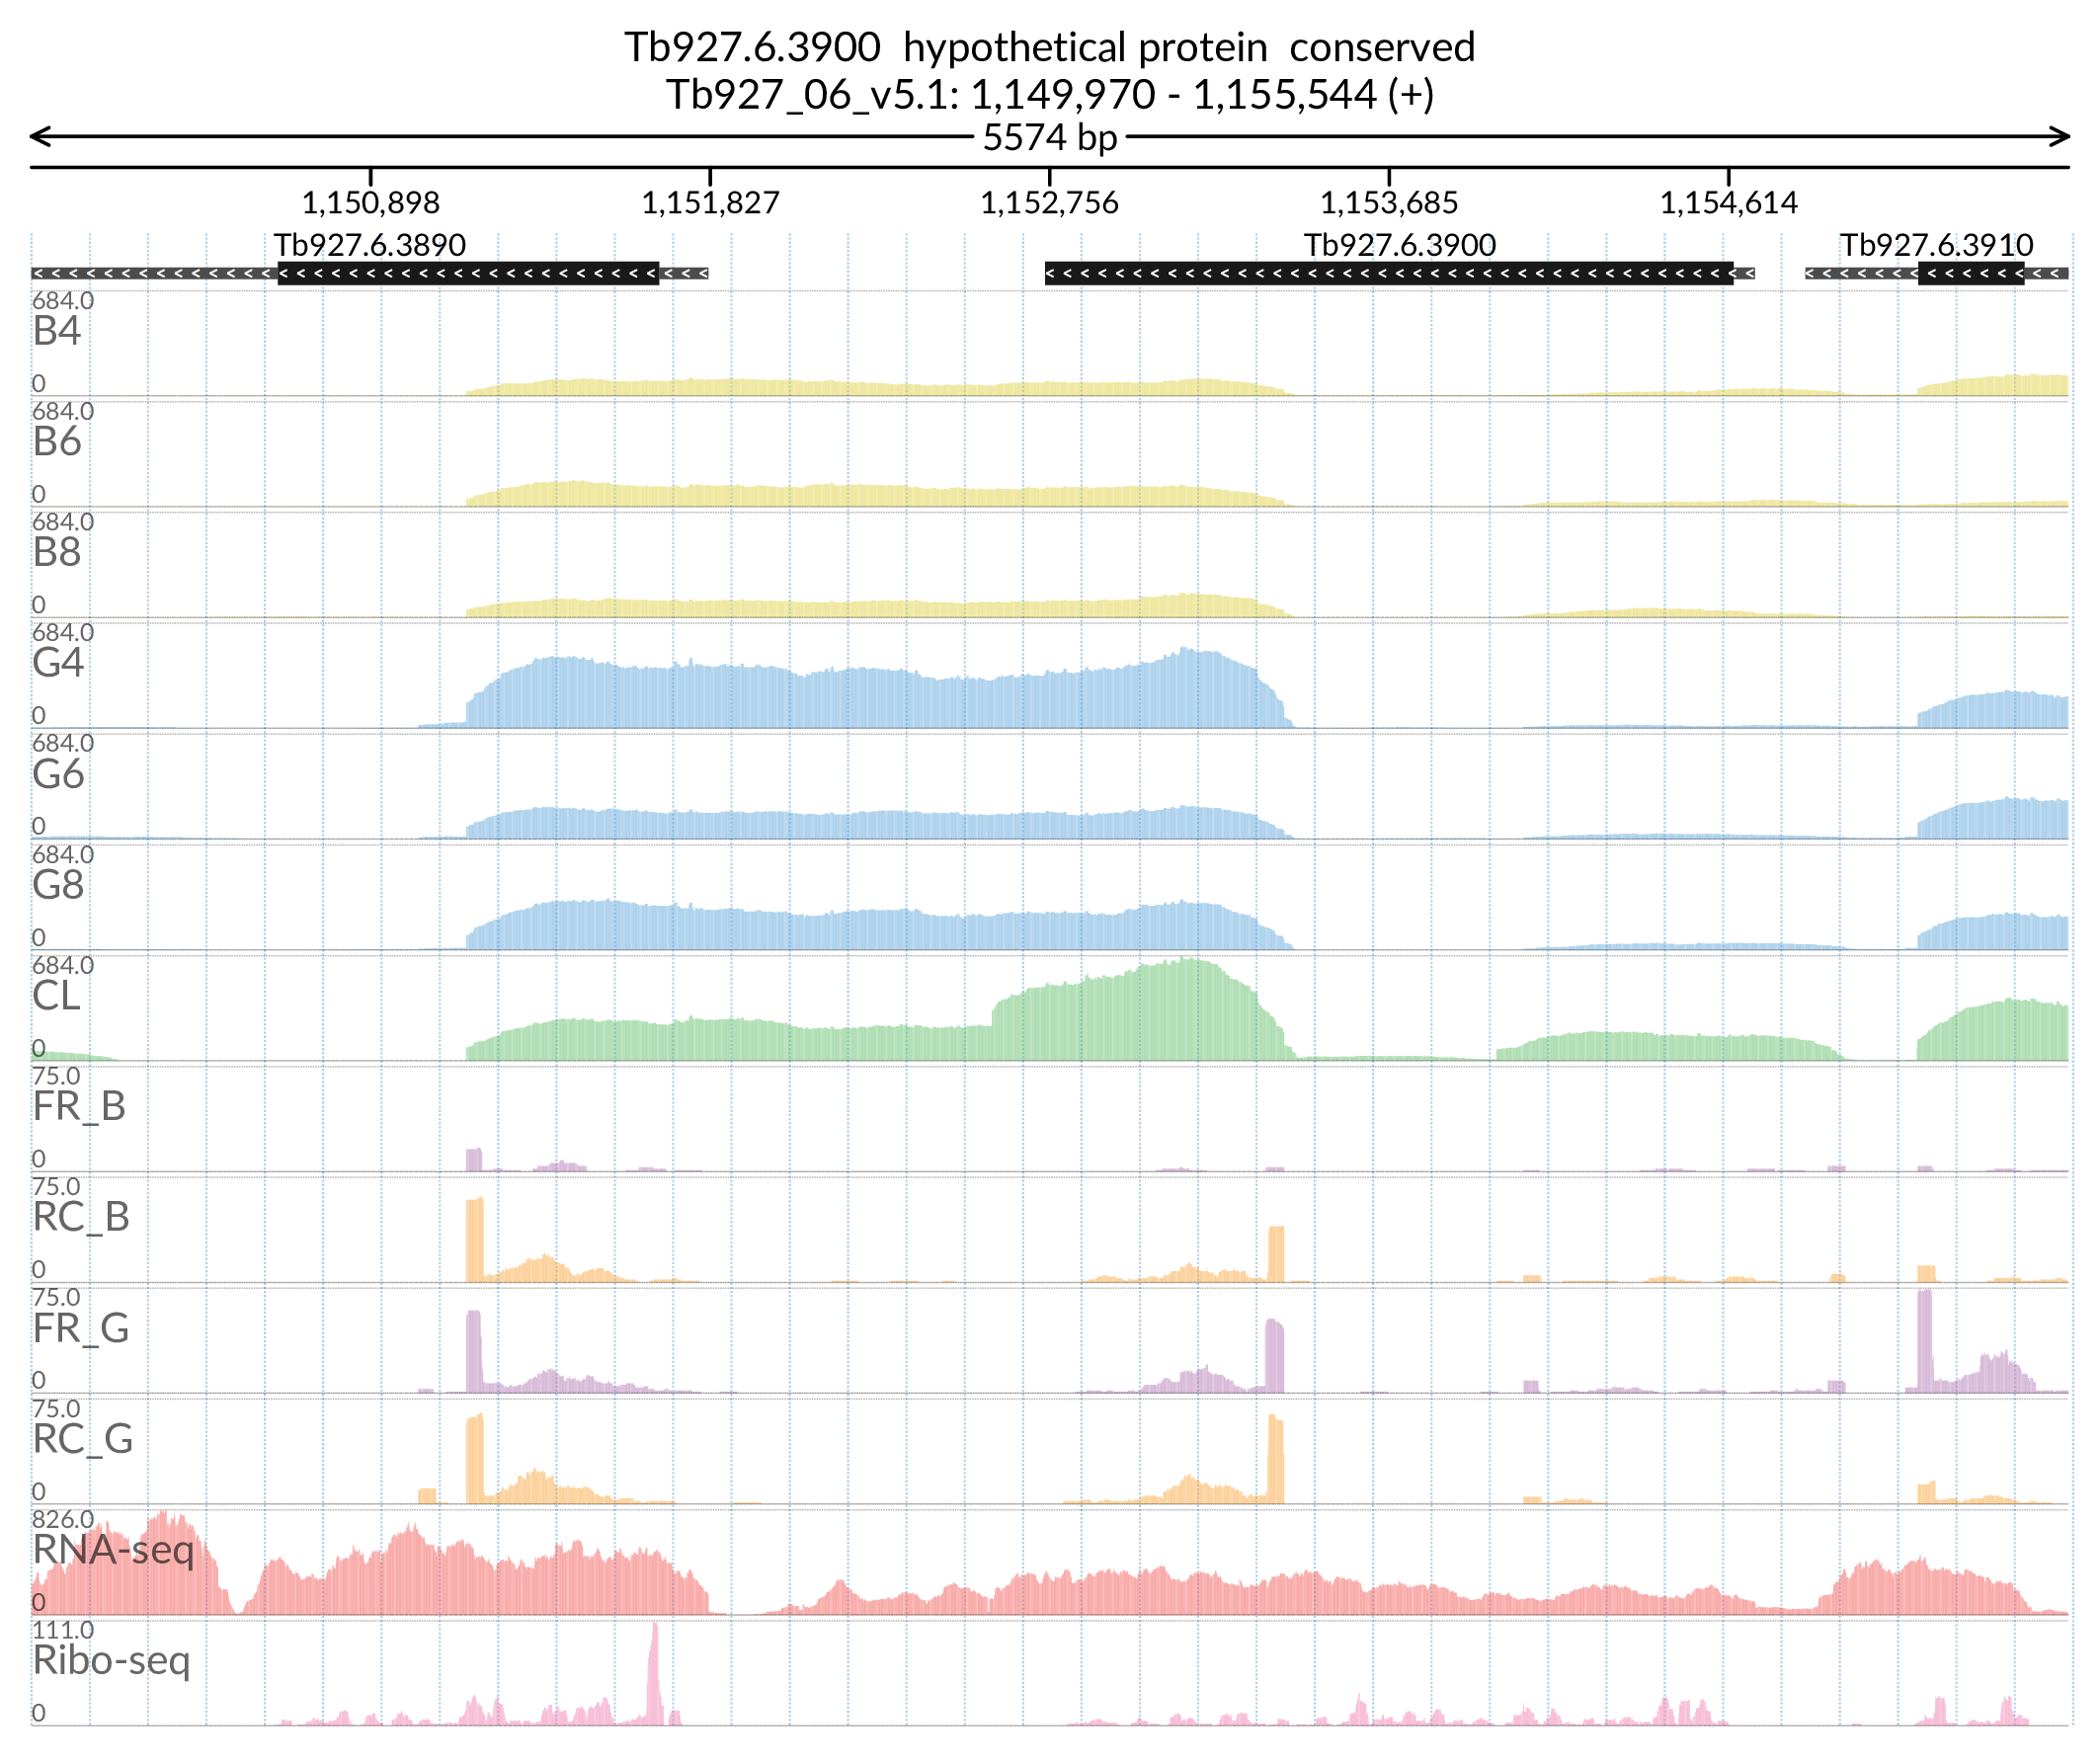 Tb927.6.3900 hypothetical protein conserved
Tb927_06_v5.1: 1,149,970 - 1,155,544 (+)
5574 bp
1,150,898 1,151,827 1,152,756 1,153,685 1,154,614
Tb927.6.3890 Tb927.6.3900 Tb927.6.3910
684.0
B4
0
684.0
B6
0
684.0
B8
0
684.0
G4
0
684.0
G6
0
684.0
G8
0
684.0
CL
0
75.0
FR_B
0
75.0
RC_B
0
75.0
FR_G
0
75.0
RC_G
0
826.0
RNA-seq
0
111.0
Ribo-seq
0